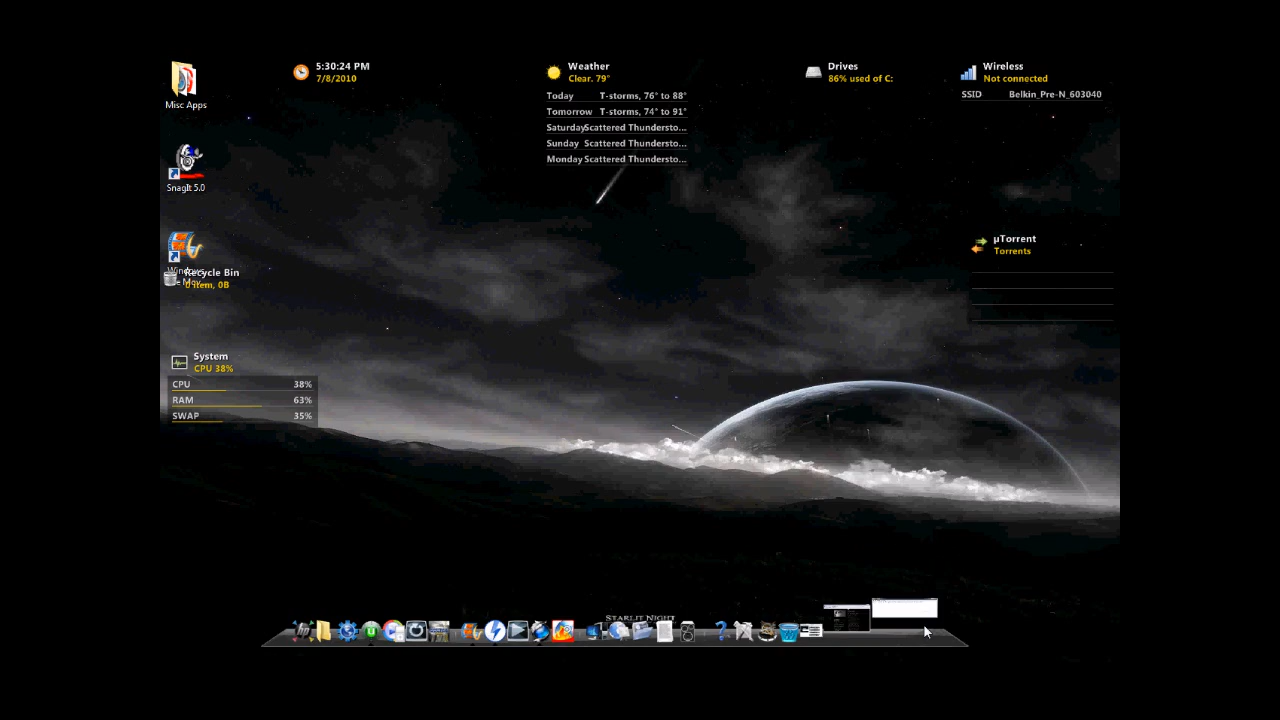 Misc Apps
SnagIt 5.0
Recycle Bin
0 item, 0B
System
CPU 38%
CPU 38%
RAM 63%
SWAP 35%
5:30:24 PM
7/8/2010
Weather
Clear. 79°
Today T-storms, 76° to 88°
Tomorrow T-storms, 74° to 91°
Saturday Scattered Thundersto...
Sunday Scattered Thundersto...
Monday Scattered Thundersto...
Drives
86% used of C:
Wireless
Not connected
SSID Belkin_Pre-N_603040
µTorrent
Torrents
STARLIT NIGHT